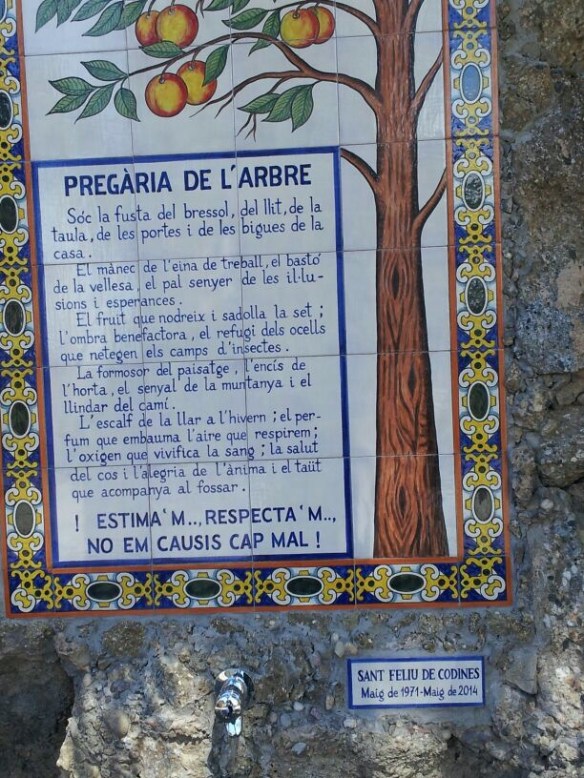 PREGÀRIA DE L'ARBRE
Sóc la fusta del bressol, del llit, de la
taula, de les portes i de les bigues de la
casa.
El mànec de l'eina de treball, el bastó
de la vellesa, el pal senyer de les il·lu-
sions i esperances.
El fruit que nodreix i sadolla la set;
l'ombra benefactora, el refugi dels ocells
que netegen els camps d'insectes.
La formosor del paisatge, l'encís de
l'horta, el senyal de la muntanya i el
llindar del camí.
L'escalf de la llar a l'hivern; el per-
fum que embauma l'aire que respirem;
l'oxigen que vivifica la sang; la salut
del cos i l'alegria de l'ànima i el taüt
que acompanya al fossar.
! ESTIMA'M.., RESPECTA'M..,
NO EM CAUSIS CAP MAL !
SANT FELIU DE CODINES
Maig de 1971-Maig de 2014